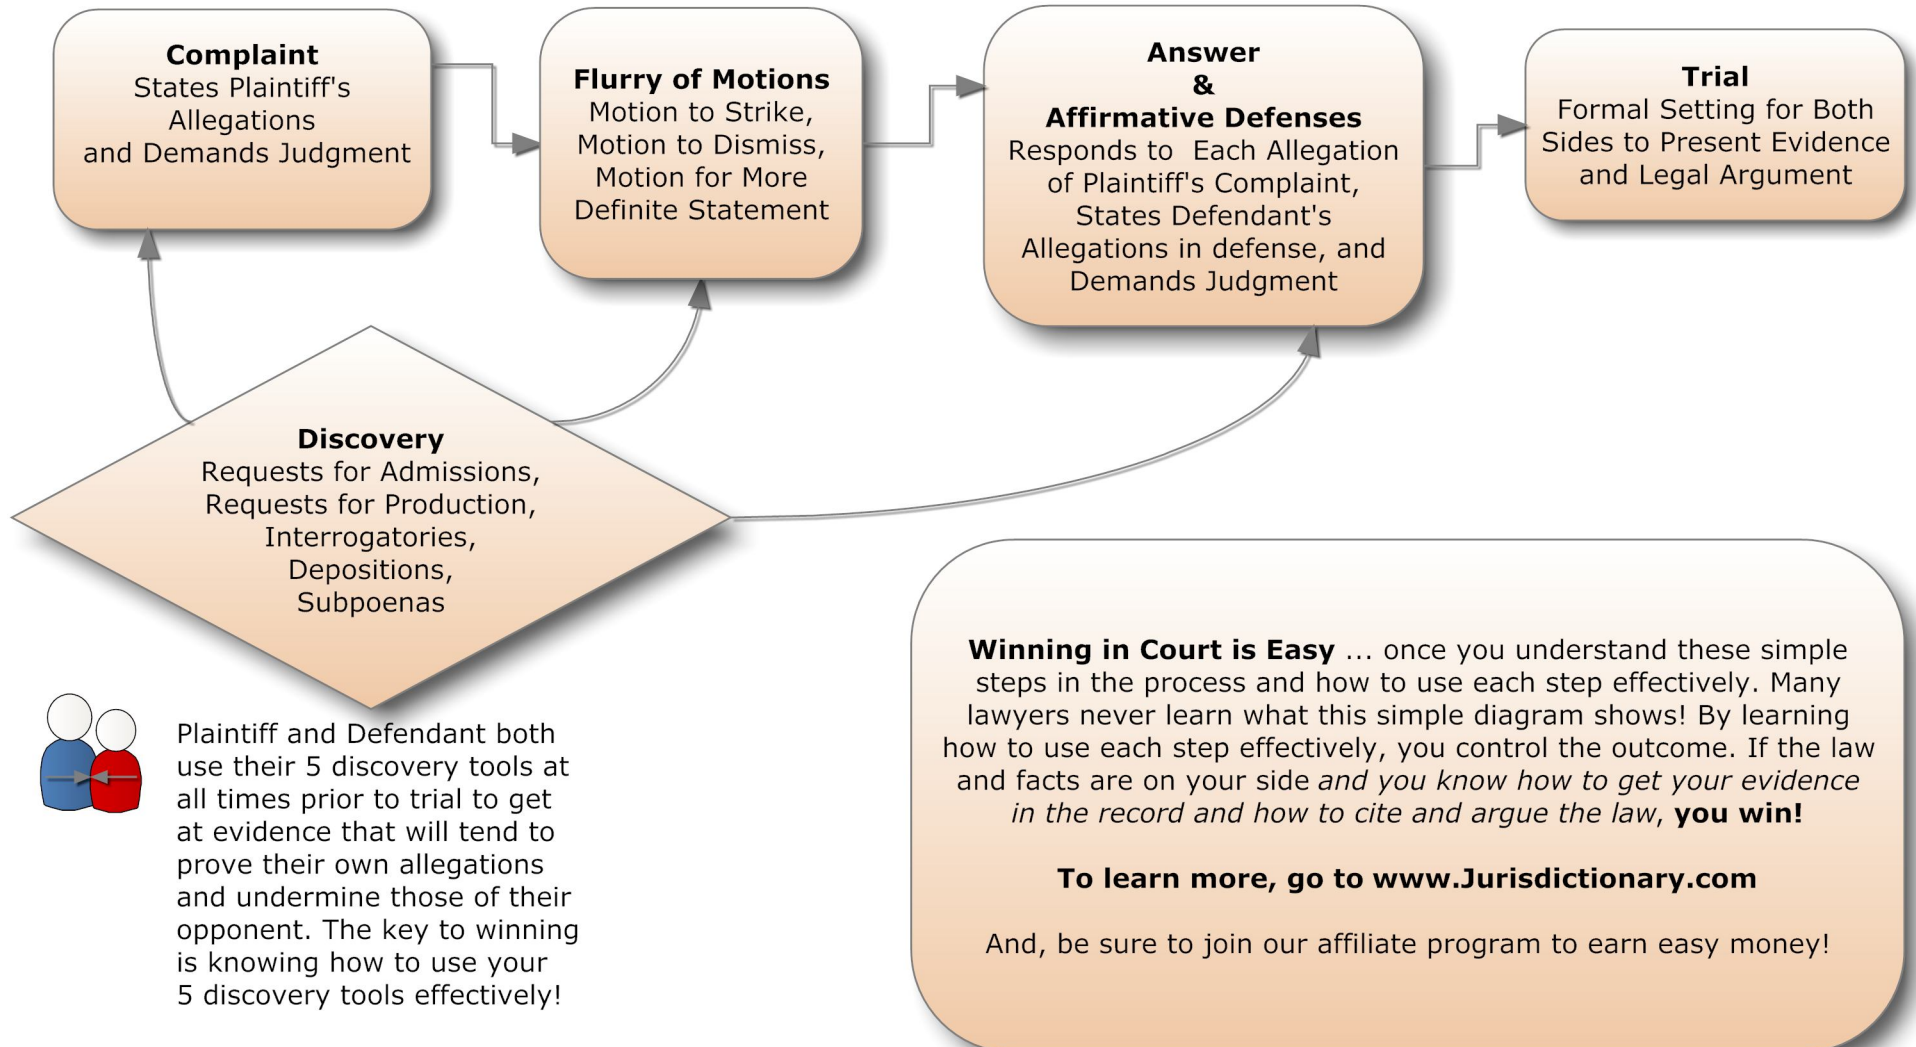 Complaint
States Plaintiff's
Allegations
and Demands Judgment
Flurry of Motions
Motion to Strike,
Motion to Dismiss,
Motion for More
Definite Statement
Answer
&
Affirmative Defenses
Responds to  Each Allegation
of Plaintiff's Complaint,
States Defendant's
Allegations in defense, and
Demands Judgment
Trial
Formal Setting for Both
Sides to Present Evidence
and Legal Argument
Discovery
Requests for Admissions,
Requests for Production,
Interrogatories,
Depositions,
Subpoenas
Plaintiff and Defendant both
use their 5 discovery tools at
all times prior to trial to get
at evidence that will tend to
prove their own allegations
and undermine those of their
opponent. The key to winning
is knowing how to use your
5 discovery tools effectively!
Winning in Court is Easy ... once you understand these simple
steps in the process and how to use each step effectively. Many
lawyers never learn what this simple diagram shows! By learning
how to use each step effectively, you control the outcome. If the law
and facts are on your side and you know how to get your evidence
in the record and how to cite and argue the law, you win!
To learn more, go to www.Jurisdictionary.com
And, be sure to join our affiliate program to earn easy money!